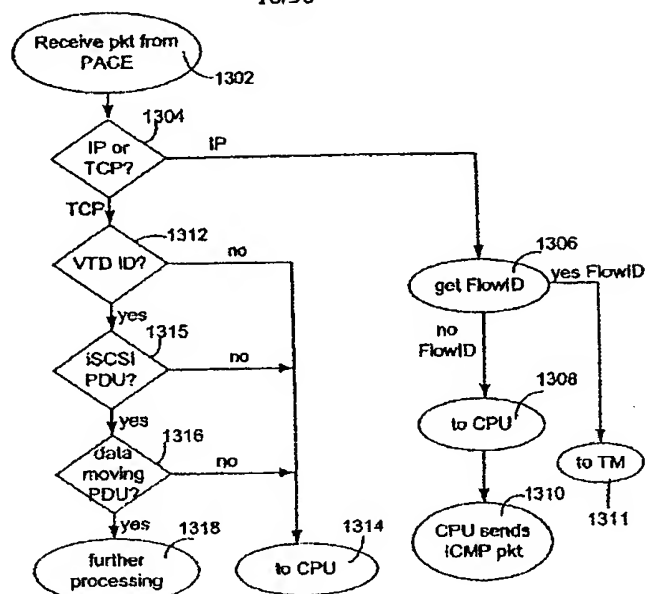 Receive pkt from
PACE
1302
1304
IP or
TCP?
IP
TCP
1312
VTD ID?
no
yes
1315
iSCSI
PDU?
no
yes
1316
data
moving
PDU?
no
yes
1318
further
processing
1314
to CPU
1306
get FlowID
yes FlowID
no
FlowID
1308
to CPU
1310
CPU sends
ICMP pkt
to TM
1311